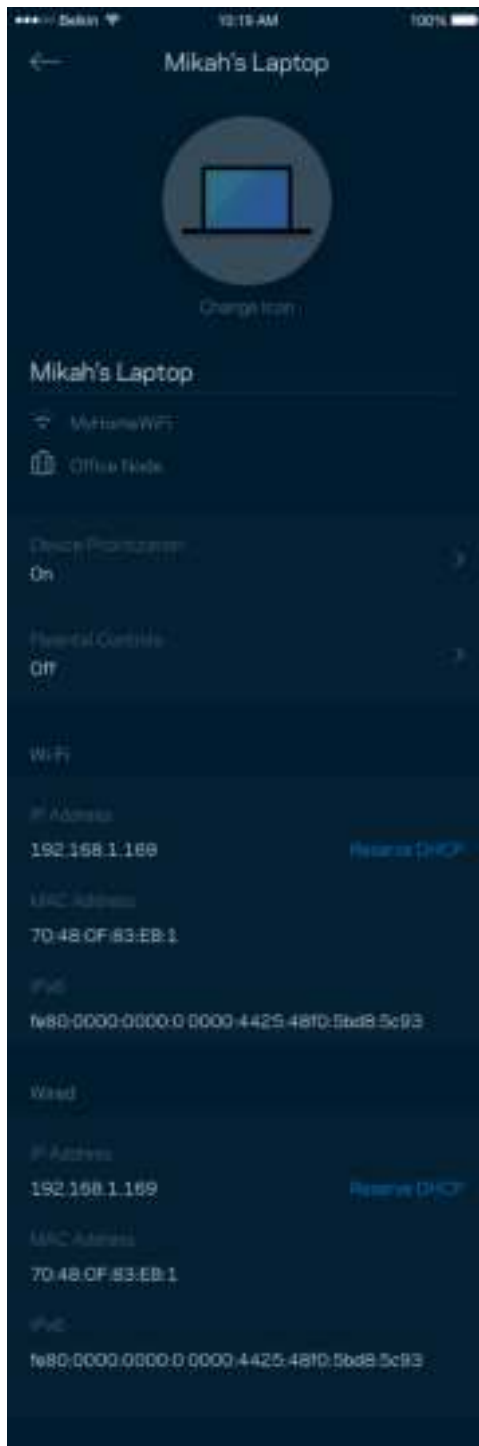 Belkin 10:19 AM 100%
Mikah's Laptop
Change Icon
Mikah's Laptop
MyHomeWiFi
Office Node
Device Prioritization
On
Parental Controls
Off
Wi-Fi
IP Address
192.168.1.169 Reserve DHCP
MAC Address
70:48:0F:83:EB:1
IPv6
fe80:0000:0000:0:0000:4425:48f0:5bd8:5c93
Wired
IP Address
192.168.1.169 Reserve DHCP
MAC Address
70:48:0F:83:EB:1
IPv6
fe80:0000:0000:0:0000:4425:48f0:5bd8:5c93